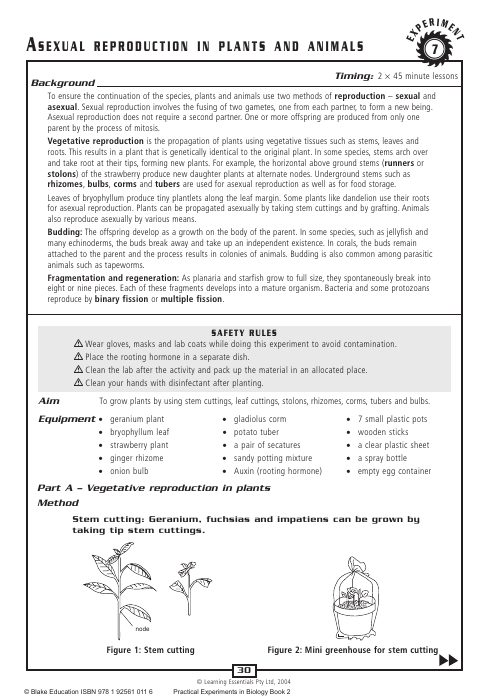 EXPERIMENT
7
ASEXUAL REPRODUCTION IN PLANTS AND ANIMALS
Timing: 2 × 45 minute lessons
Background
To ensure the continuation of the species, plants and animals use two methods of reproduction – sexual and
asexual. Sexual reproduction involves the fusing of two gametes, one from each partner, to form a new being.
Asexual reproduction does not require a second partner. One or more offspring are produced from only one
parent by the process of mitosis.
Vegetative reproduction is the propagation of plants using vegetative tissues such as stems, leaves and
roots. This results in a plant that is genetically identical to the original plant. In some species, stems arch over
and take root at their tips, forming new plants. For example, the horizontal above ground stems (runners or
stolons) of the strawberry produce new daughter plants at alternate nodes. Underground stems such as
rhizomes, bulbs, corms and tubers are used for asexual reproduction as well as for food storage.
Leaves of bryophyllum produce tiny plantlets along the leaf margin. Some plants like dandelion use their roots
for asexual reproduction. Plants can be propagated asexually by taking stem cuttings and by grafting. Animals
also reproduce asexually by various means.
Budding: The offspring develop as a growth on the body of the parent. In some species, such as jellyfish and
many echinoderms, the buds break away and take up an independent existence. In corals, the buds remain
attached to the parent and the process results in colonies of animals. Budding is also common among parasitic
animals such as tapeworms.
Fragmentation and regeneration: As planaria and starfish grow to full size, they spontaneously break into
eight or nine pieces. Each of these fragments develops into a mature organism. Bacteria and some protozoans
reproduce by binary fission or multiple fission.
SAFETY RULES
Wear gloves, masks and lab coats while doing this experiment to avoid contamination.
Place the rooting hormone in a separate dish.
Clean the lab after the activity and pack up the material in an allocated place.
Clean your hands with disinfectant after planting.
Aim To grow plants by using stem cuttings, leaf cuttings, stolons, rhizomes, corms, tubers and bulbs.
Equipment • geranium plant • gladiolus corm • 7 small plastic pots
• bryophyllum leaf • potato tuber • wooden sticks
• strawberry plant • a pair of secatures • a clear plastic sheet
• ginger rhizome • sandy potting mixture • a spray bottle
• onion bulb • Auxin (rooting hormone) • empty egg container
Part A – Vegetative reproduction in plants
Method
Stem cutting: Geranium, fuchsias and impatiens can be grown by
taking tip stem cuttings.
node
Figure 1: Stem cutting Figure 2: Mini greenhouse for stem cutting
30
© Learning Essentials Pty Ltd, 2004
© Blake Education ISBN 978 1 92561 011 6 Practical Experiments in Biology Book 2